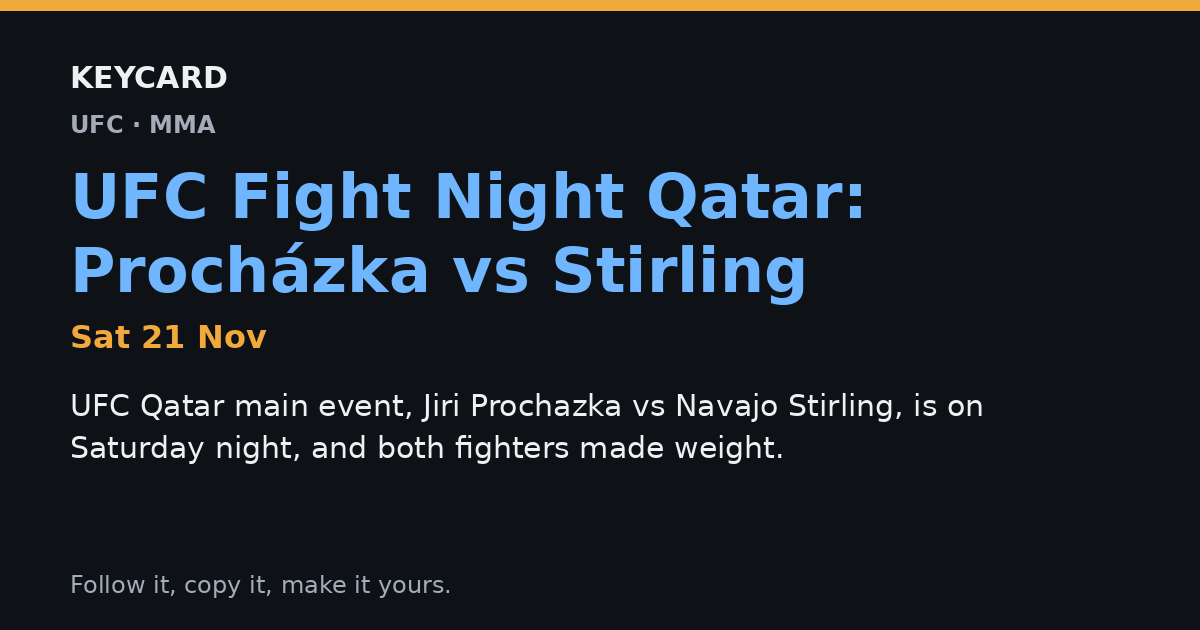 KEYCARD
UFC · MMA
UFC Fight Night Qatar:
Procházka vs Stirling
Sat 21 Nov
UFC Qatar main event, Jiri Prochazka vs Navajo Stirling, is on
Saturday night, and both fighters made weight.
Follow it, copy it, make it yours.